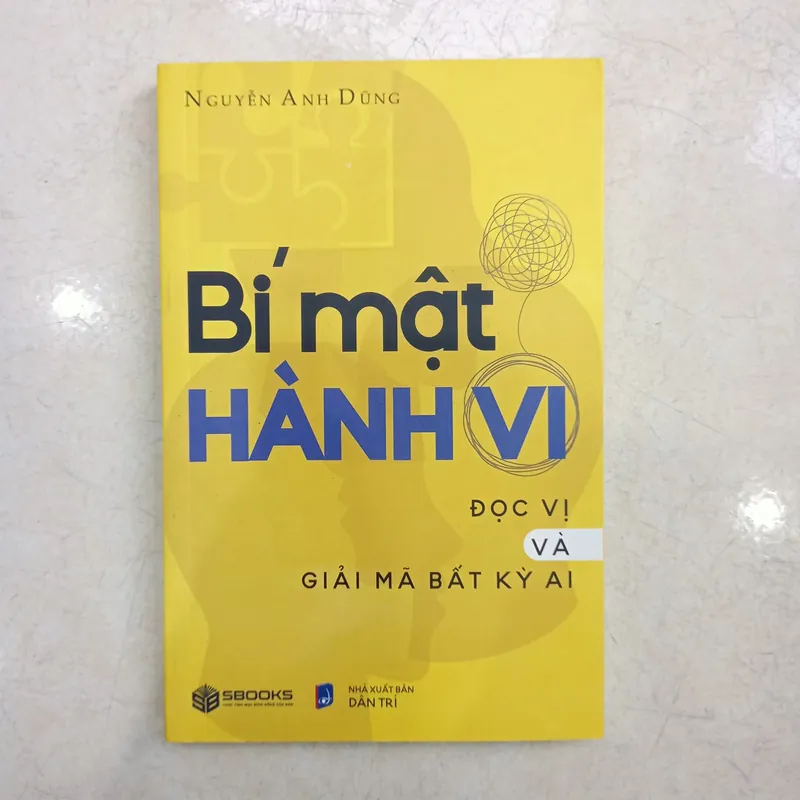 NGUYỄN ANH DŨNG
Bí mật
HÀNH VI
ĐỌC VỊ
VÀ
GIẢI MÃ BẤT KỲ AI
SBOOKS
NHÀ XUẤT BẢN
DÂN TRÍ